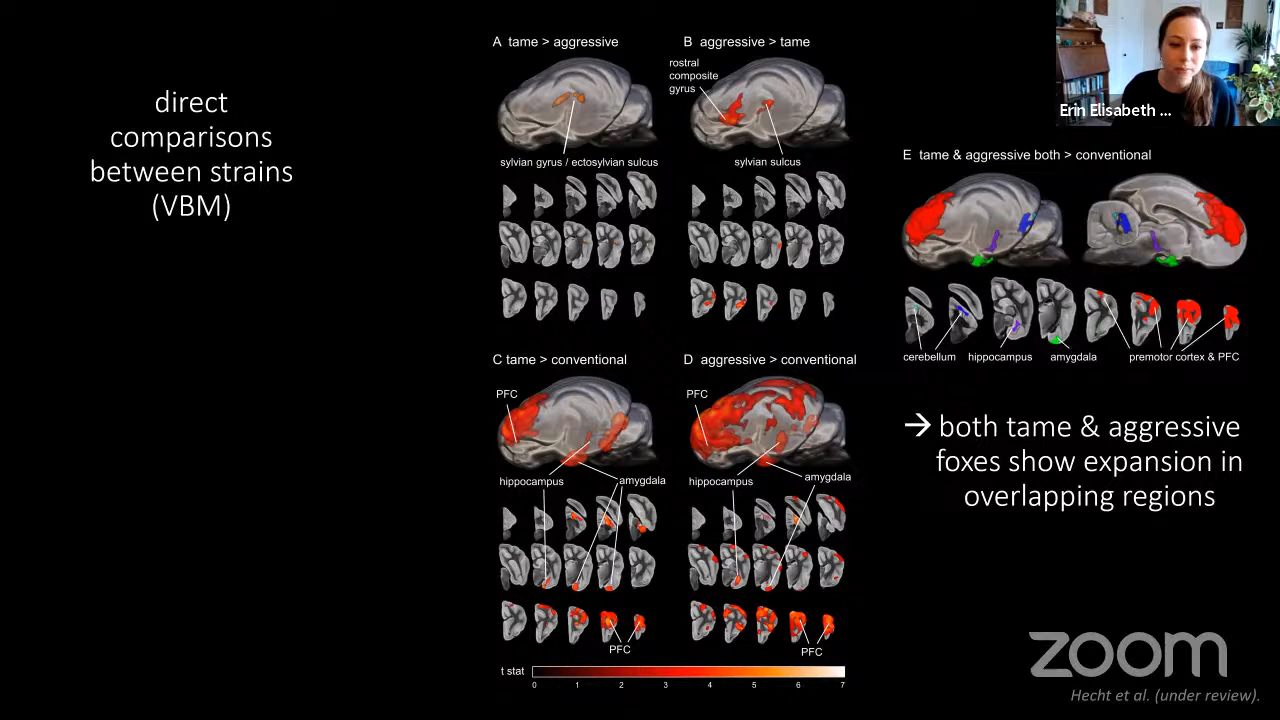 direct
comparisons
between strains
(VBM)
A tame > aggressive
sylvian gyrus / ectosylvian sulcus
B aggressive > tame
rostral
composite
gyrus
sylvian sulcus
C tame > conventional
PFC
hippocampus
amygdala
PFC
D aggressive > conventional
PFC
hippocampus
amygdala
PFC
t stat
0 1 2 3 4 5 6 7
Erin Elisabeth ...
E tame & aggressive both > conventional
cerebellum hippocampus amygdala premotor cortex & PFC
→ both tame & aggressive
foxes show expansion in
overlapping regions
zoom
Hecht et al. (under review).